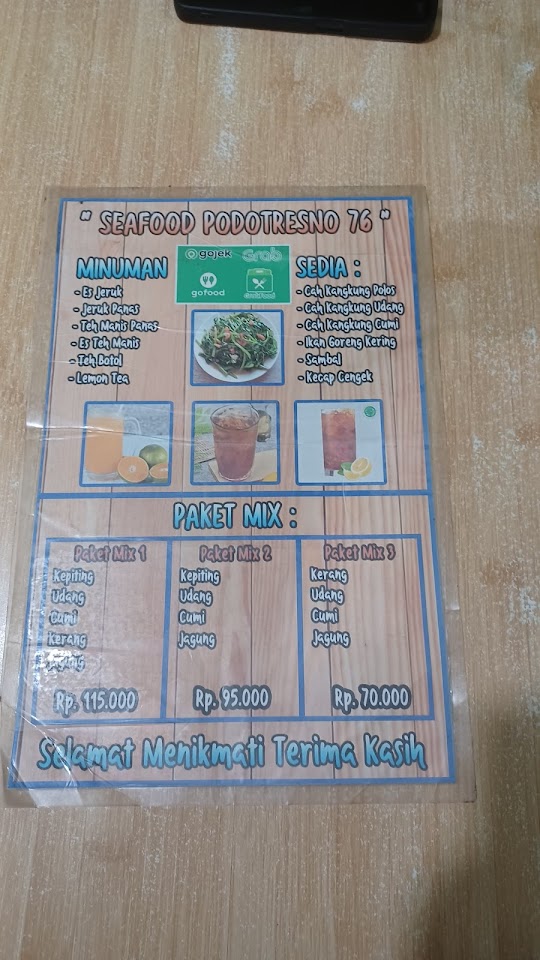 " SEAFOOD PODOTRESNO 76 "
gojek Grab
gofood GrabFood
MINUMAN
- Es Jeruk
- Jeruk Panas
- Teh Manis Panas
- Es Teh Manis
- Teh Botol
- Lemon Tea
SEDIA :
- Cah Kangkung Polos
- Cah Kangkung Udang
- Cah Kangkung Cumi
- Ikan Goreng Kering
- Sambal
- Kecap Cengek
PAKET MIX :
Paket Mix 1
Kepiting
Udang
Cumi
Kerang
Jagung
Rp. 115.000
Paket Mix 2
Kepiting
Udang
Cumi
Jagung
Rp. 95.000
Paket Mix 3
Kerang
Udang
Cumi
Jagung
Rp. 70.000
Selamat Menikmati Terima Kasih